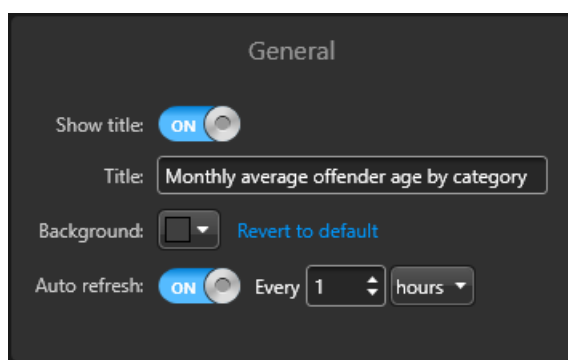 General
Show title: ON
Title: Monthly average offender age by category
Background: Revert to default
Auto refresh: ON Every 1 hours